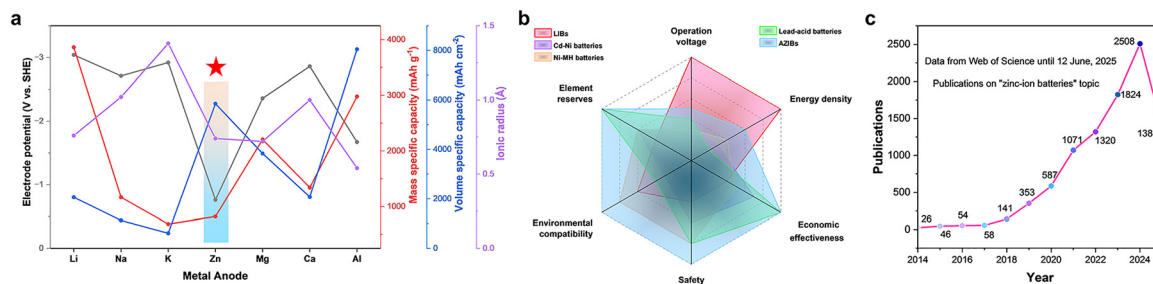 a
Electrode potential (V vs. SHE)
-3
-2
-1
0
Li
Na
K
Zn
Mg
Ca
Al
Metal Anode
4000
3000
2000
1000
Mass specific capacity (mAh g⁻¹)
8000
6000
4000
2000
0
Volume specific capacity (mAh cm⁻²)
1.5
1.0
0.5
0.0
Ionic radius (Å)
b
LIBs
Cd-Ni batteries
Ni-MH batteries
Lead-acid batteries
AZIBs
Operation
voltage
Energy density
Economic
effectiveness
Safety
Environmental
compatibility
Element
reserves
c
Data from Web of Science until 12 June, 2025
Publications on "zinc-ion batteries" topic
Publications
2500
2000
1500
1000
500
0
26
46
54
58
141
353
587
1071
1320
1824
2508
138
2014
2016
2018
2020
2022
2024
Year